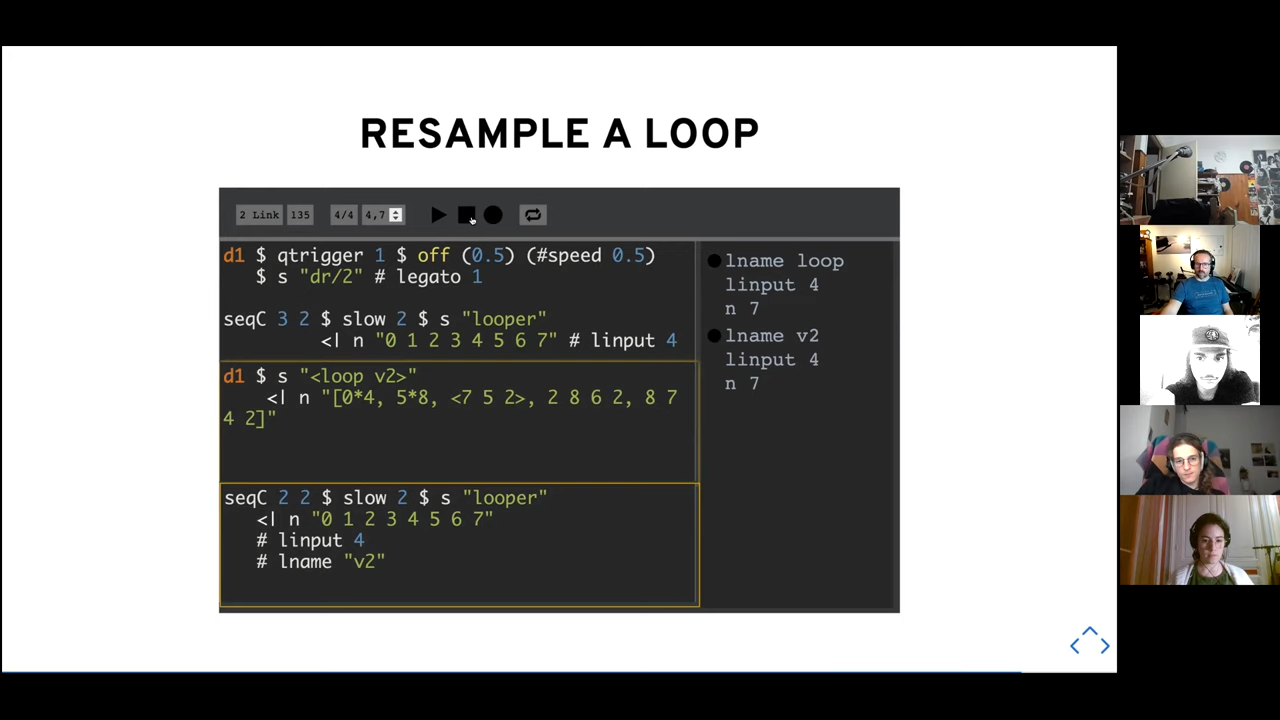 RESAMPLE A LOOP
2 Link 135 4/4 4,7
d1 $ qtrigger 1 $ off (0.5) (#speed 0.5)
$ s "dr/2" # legato 1
seqC 3 2 $ slow 2 $ s "looper"
<| n "0 1 2 3 4 5 6 7" # linput 4
d1 $ s "<loop v2>"
<| n "[0*4, 5*8, <7 5 2>, 2 8 6 2, 8 7
4 2]"
seqC 2 2 $ slow 2 $ s "looper"
<| n "0 1 2 3 4 5 6 7"
# linput 4
# lname "v2"
lname loop
linput 4
n 7
lname v2
linput 4
n 7